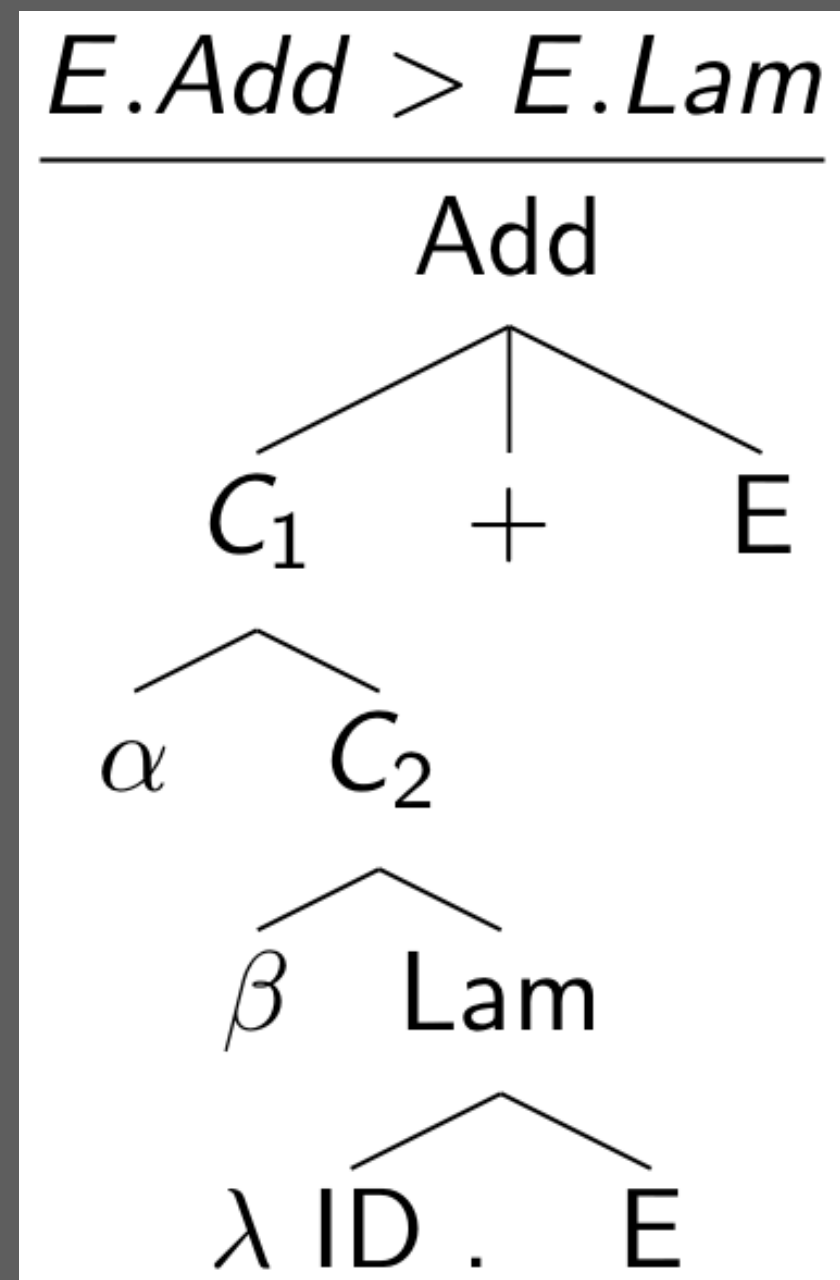 E.Add > E.Lam
Add
C₁ + E
α C₂
β Lam
λ ID . E